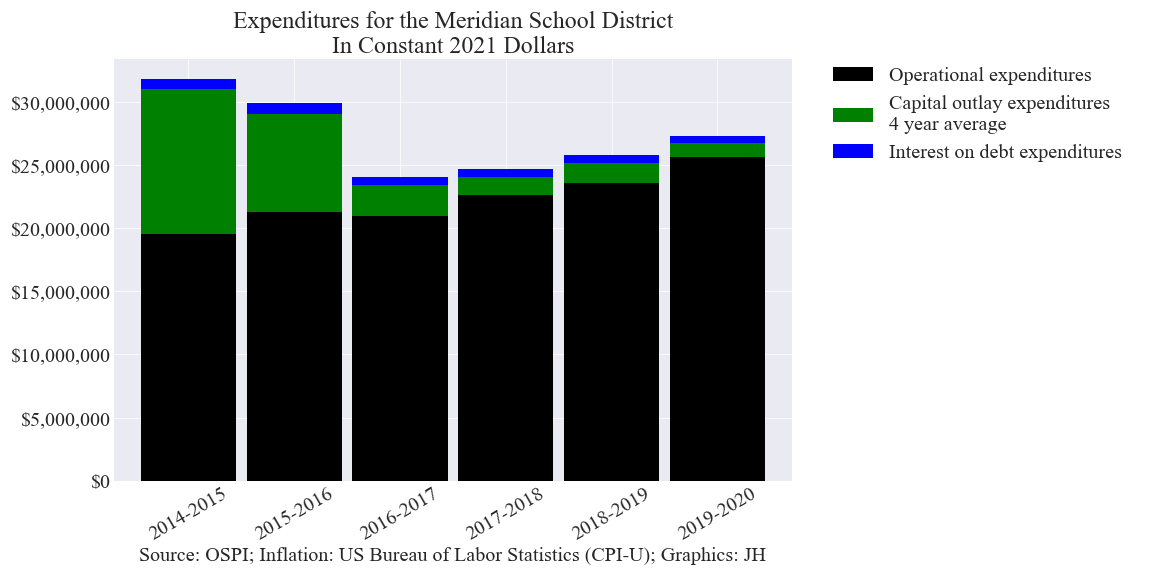 Expenditures for the Meridian School District
In Constant 2021 Dollars
Operational expenditures
Capital outlay expenditures
4 year average
Interest on debt expenditures
$30,000,000
$25,000,000
$20,000,000
$15,000,000
$10,000,000
$5,000,000
$0
2014-2015
2015-2016
2016-2017
2017-2018
2018-2019
2019-2020
Source: OSPI; Inflation: US Bureau of Labor Statistics (CPI-U); Graphics: JH